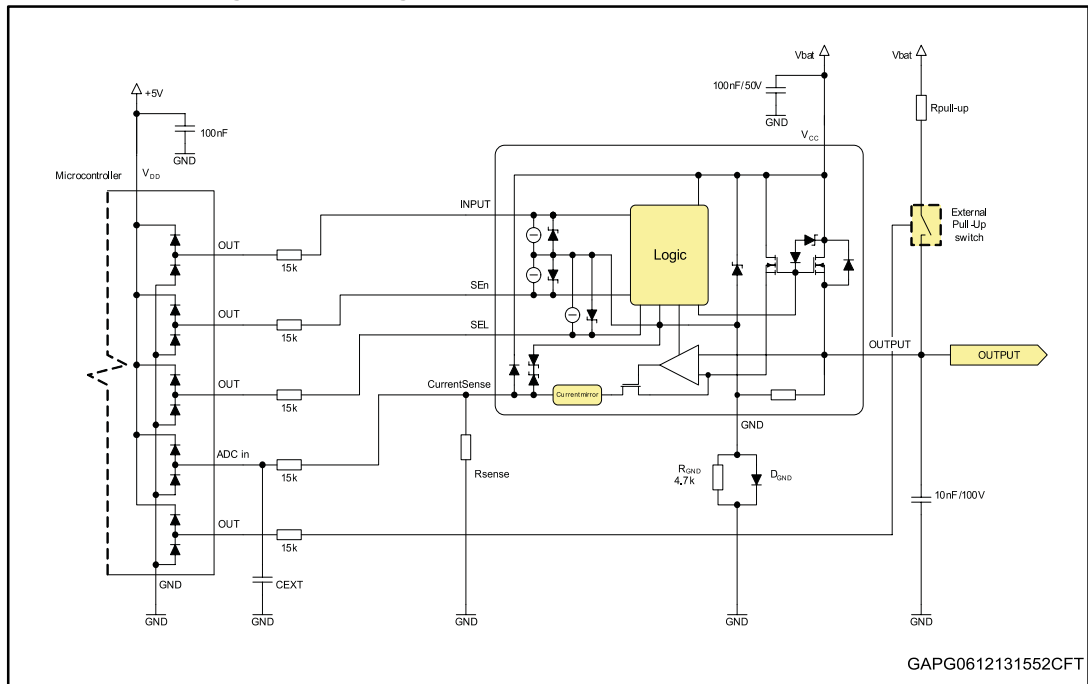 Vbat
Vbat
+5V
100nF/50V
Rpull-up
100nF
GND
GND
VCC
Microcontroller
VDD
INPUT
External
Pull-Up
switch
OUT
Logic
15k
SEn
OUT
15k
SEL
OUTPUT
OUTPUT
OUT
CurrentSense
Currentmirror
15k
GND
ADC in
Rsense
RGND
4.7k
DGND
15k
10nF/100V
OUT
15k
GND
CEXT
GND
GND
GND
GND
GND
GAPG0612131552CFT